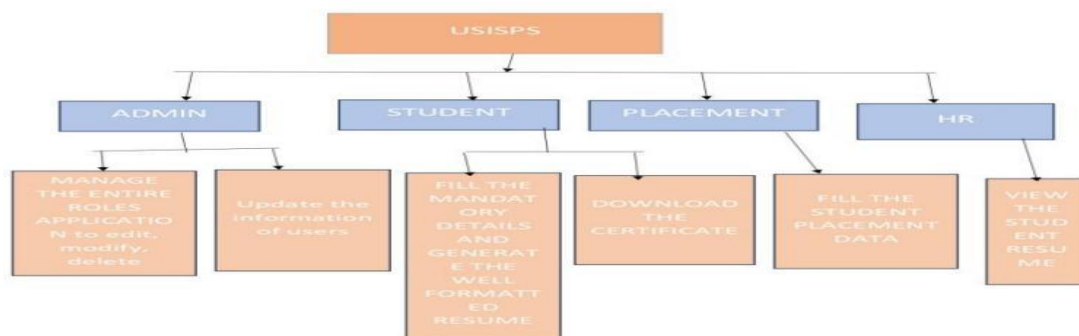 USISPS
ADMIN
STUDENT
PLACEMENT
HR
MANAGE
THE ENTIRE
ROLES
APPLICATIO
N to edit,
modify,
delete
Update the
information
of users
FILL THE
MANDAT
ORY
DETAILS
AND
GENERAT
E THE
WELL
FORMATT
ED
RESUME
DOWNLOAD
THE
CERTIFICATE
FILL THE
STUDENT
PLACEMENT
DATA
VIEW
THE
STUD
ENT
RESU
ME